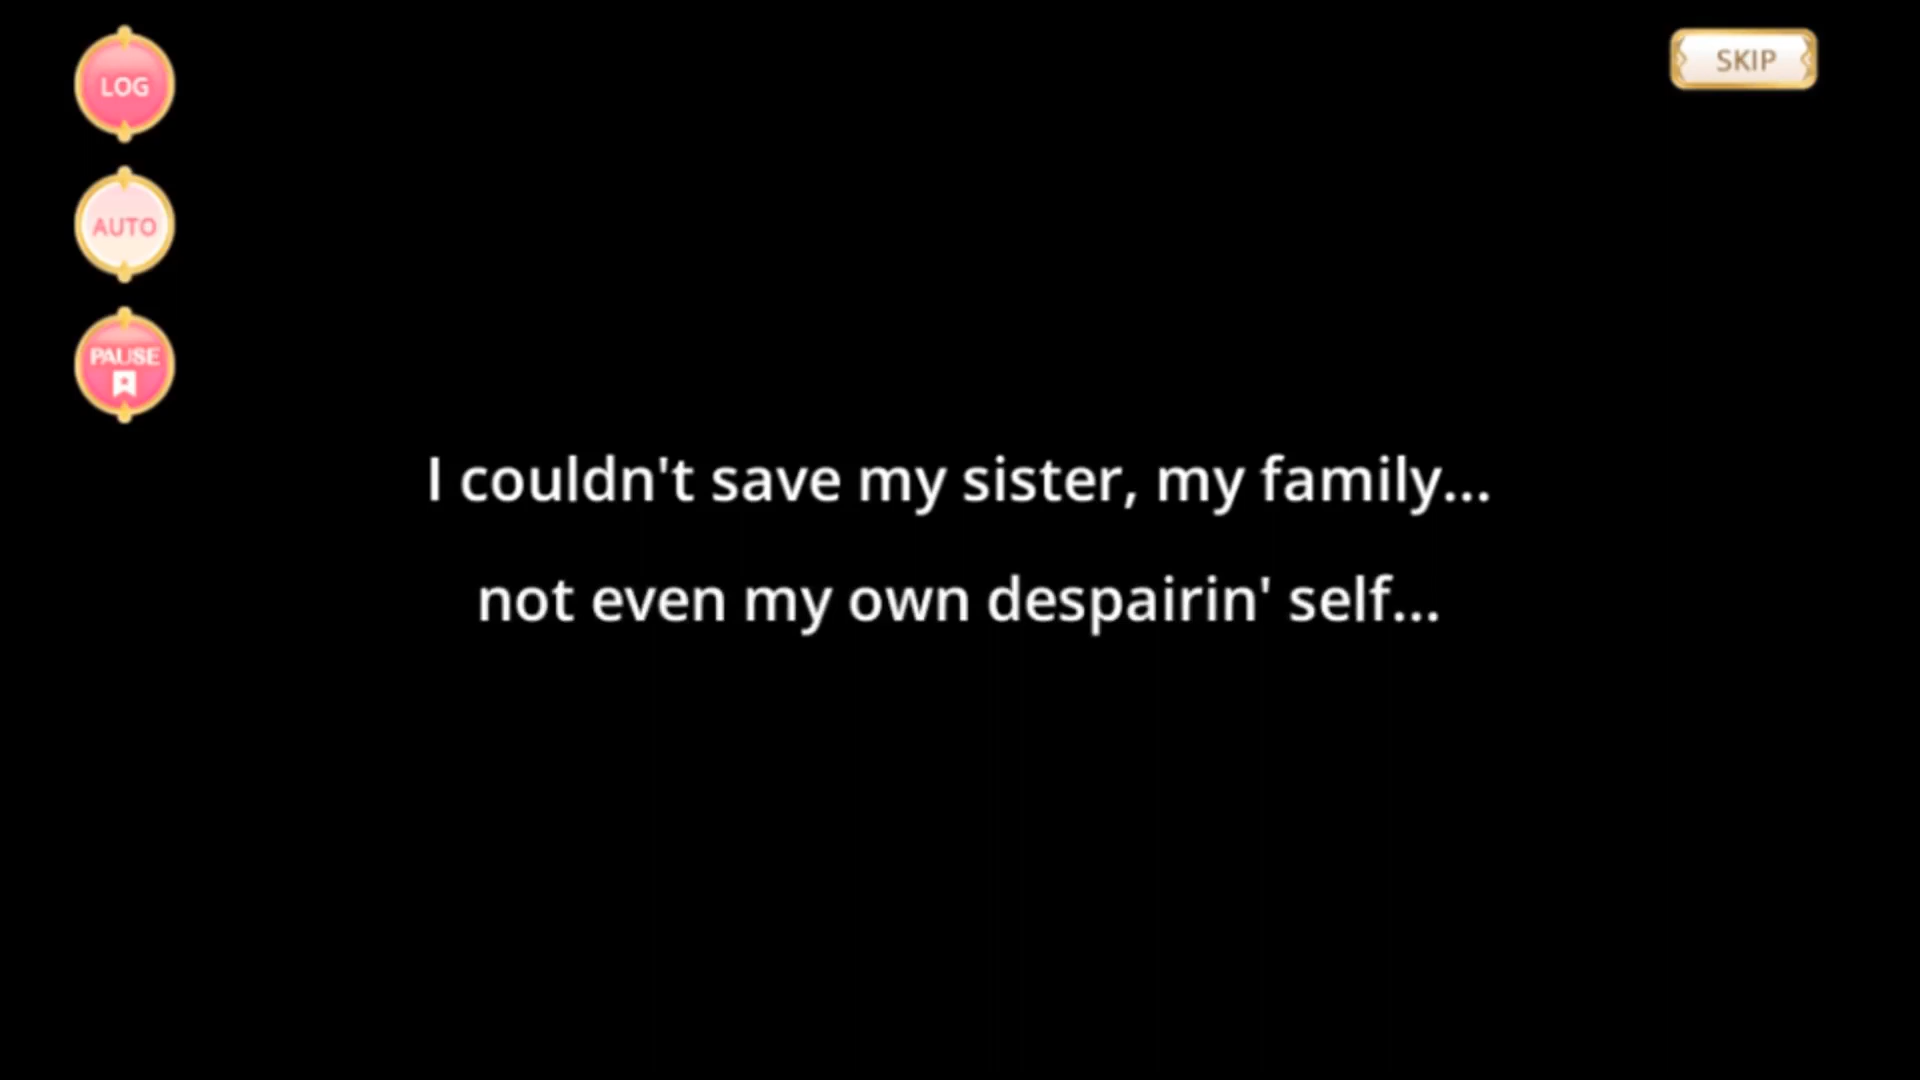 LOG
SKIP
AUTO
PAUSE
I couldn't save my sister, my family...
not even my own despairin' self...